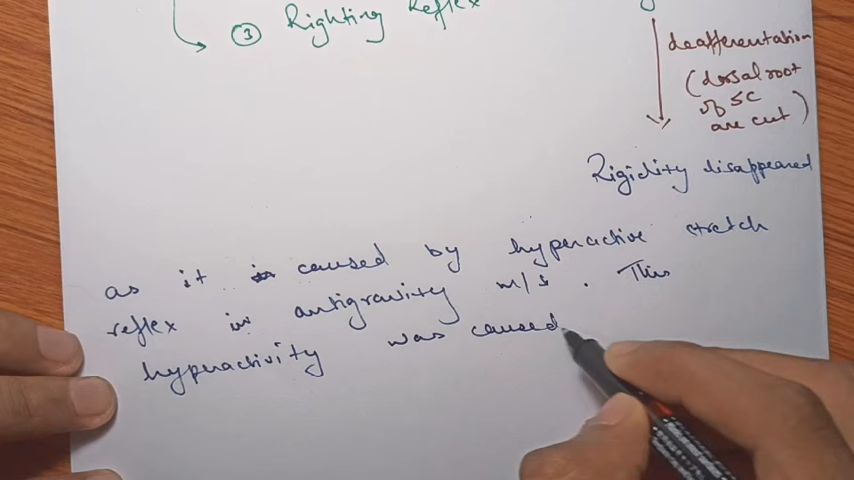 ③ Righting Reflex
deafferentation
(dorsal root
of SC
are cut)
Rigidity disappeared
as it is caused by hyperactive stretch
reflex in antigravity m/s. This
hyperactivity was caused